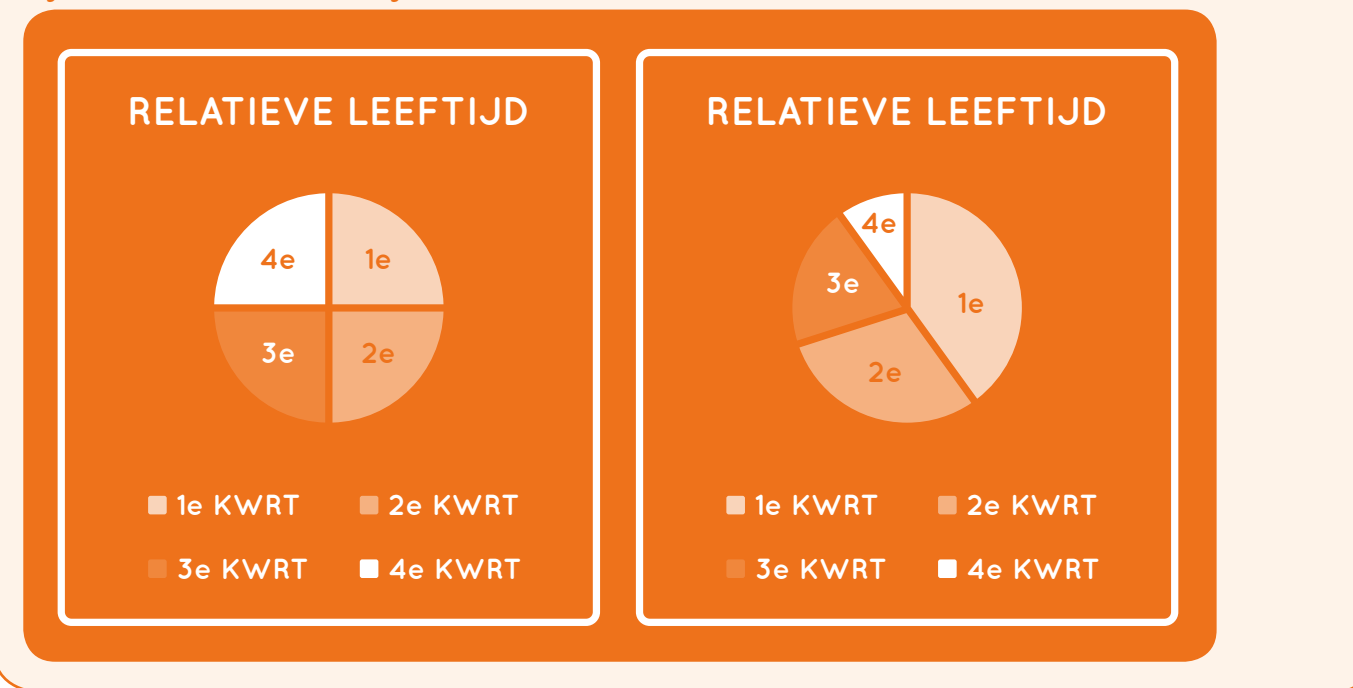 RELATIEVE LEEFTIJD
4e 1e
3e 2e
1e KWRT 2e KWRT
3e KWRT 4e KWRT
RELATIEVE LEEFTIJD
4e
3e 1e
2e
1e KWRT 2e KWRT
3e KWRT 4e KWRT